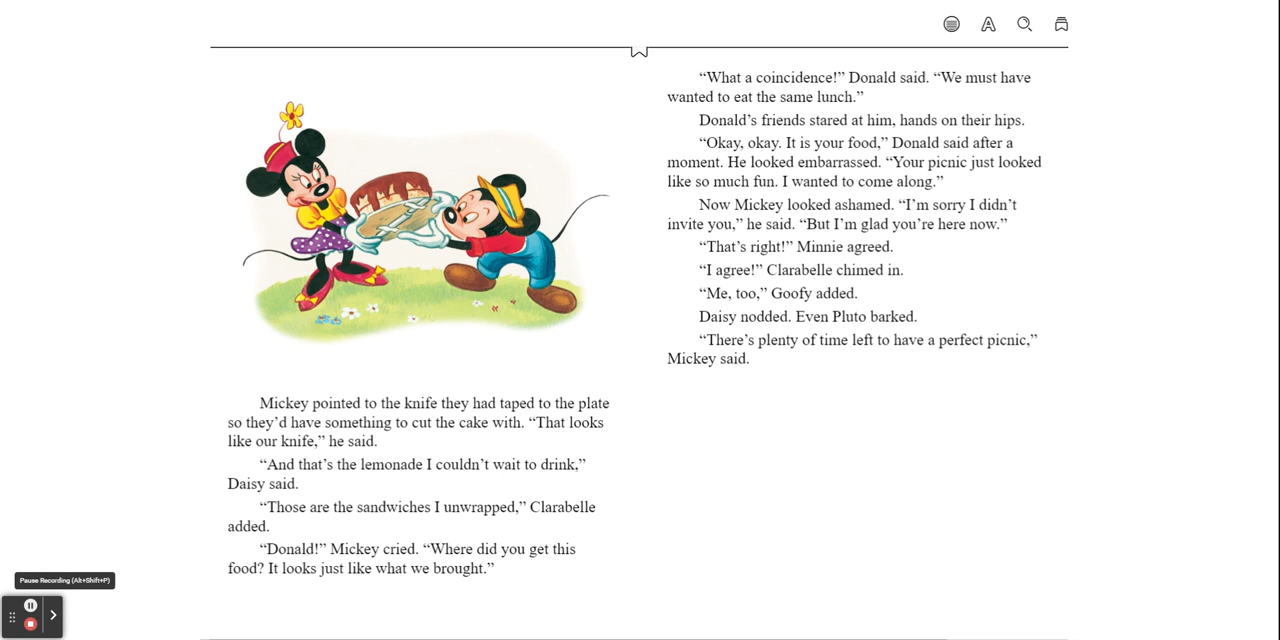 Mickey pointed to the knife they had taped to the plate
so they’d have something to cut the cake with. “That looks
like our knife,” he said.
“And that’s the lemonade I couldn’t wait to drink,”
Daisy said.
“Those are the sandwiches I unwrapped,” Clarabelle
added.
“Donald!” Mickey cried. “Where did you get this
food? It looks just like what we brought.”
“What a coincidence!” Donald said. “We must have
wanted to eat the same lunch.”
Donald’s friends stared at him, hands on their hips.
“Okay, okay. It is your food,” Donald said after a
moment. He looked embarrassed. “Your picnic just looked
like so much fun. I wanted to come along.”
Now Mickey looked ashamed. “I’m sorry I didn’t
invite you,” he said. “But I’m glad you’re here now.”
“That’s right!” Minnie agreed.
“I agree!” Clarabelle chimed in.
“Me, too,” Goofy added.
Daisy nodded. Even Pluto barked.
“There’s plenty of time left to have a perfect picnic,”
Mickey said.
Pause Recording (Alt+Shift+P)